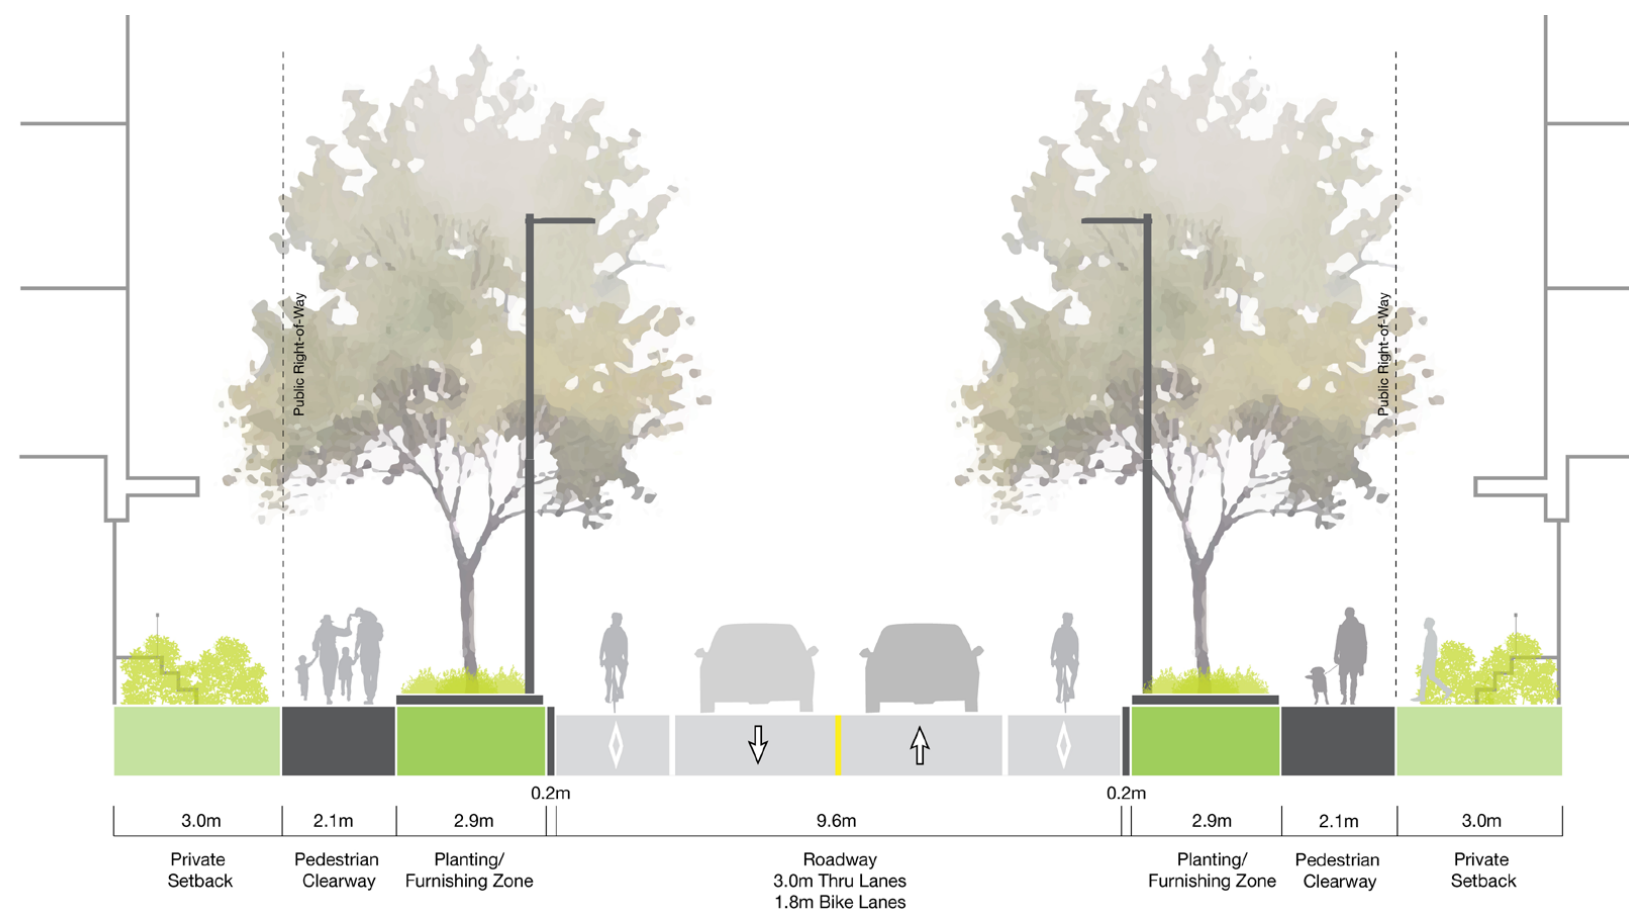 Public Right-of-Way
Public Right-of-Way
0.2m
0.2m
3.0m
2.1m
2.9m
9.6m
2.9m
2.1m
3.0m
Private
Setback
Pedestrian
Clearway
Planting/
Furnishing Zone
Roadway
3.0m Thru Lanes
1.8m Bike Lanes
Planting/
Furnishing Zone
Pedestrian
Clearway
Private
Setback